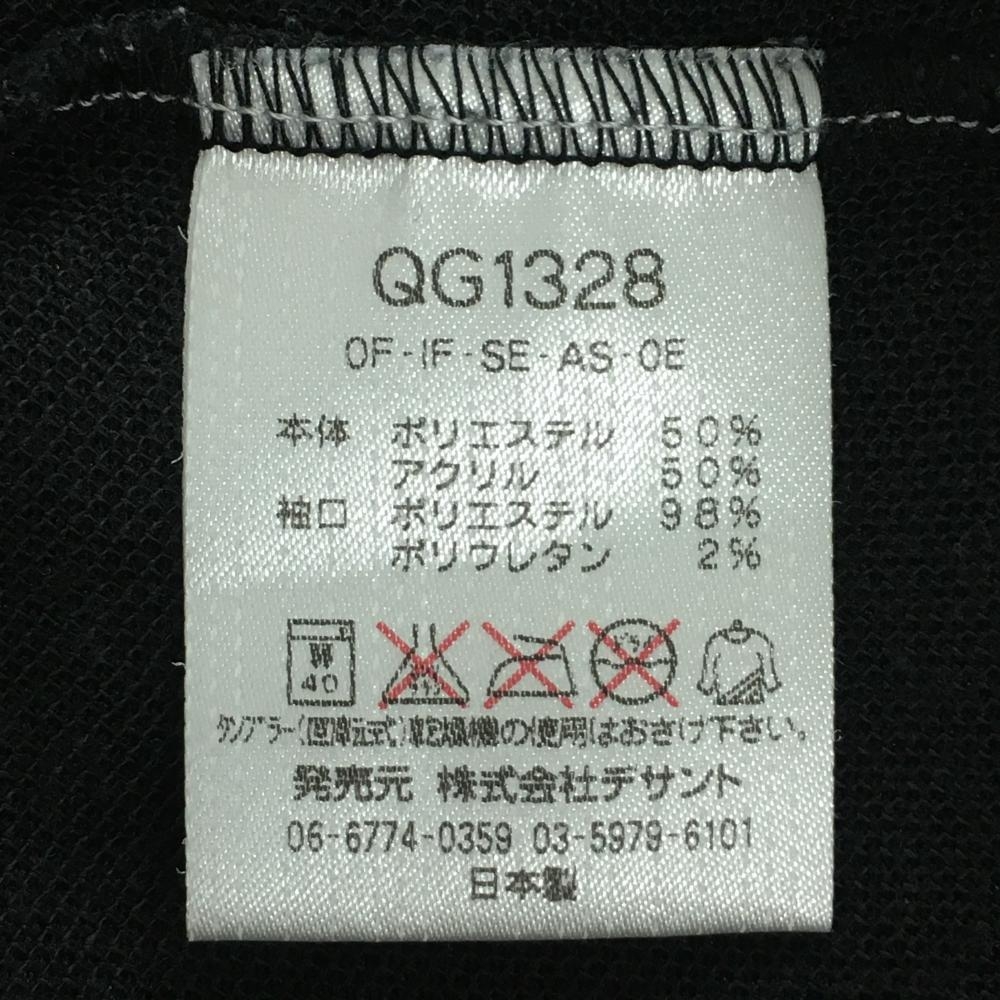 QG1328
OF-IF-SE-AS-OE
本体 ポリエステル 50%
アクリル 50%
袖口 ポリエステル 98%
ポリウレタン 2%
40
ドライ
タンブラー(回転式)乾燥機の使用はおさけ下さい。
発売元 株式会社デサント
06-6774-0359 03-5979-6101
日本製